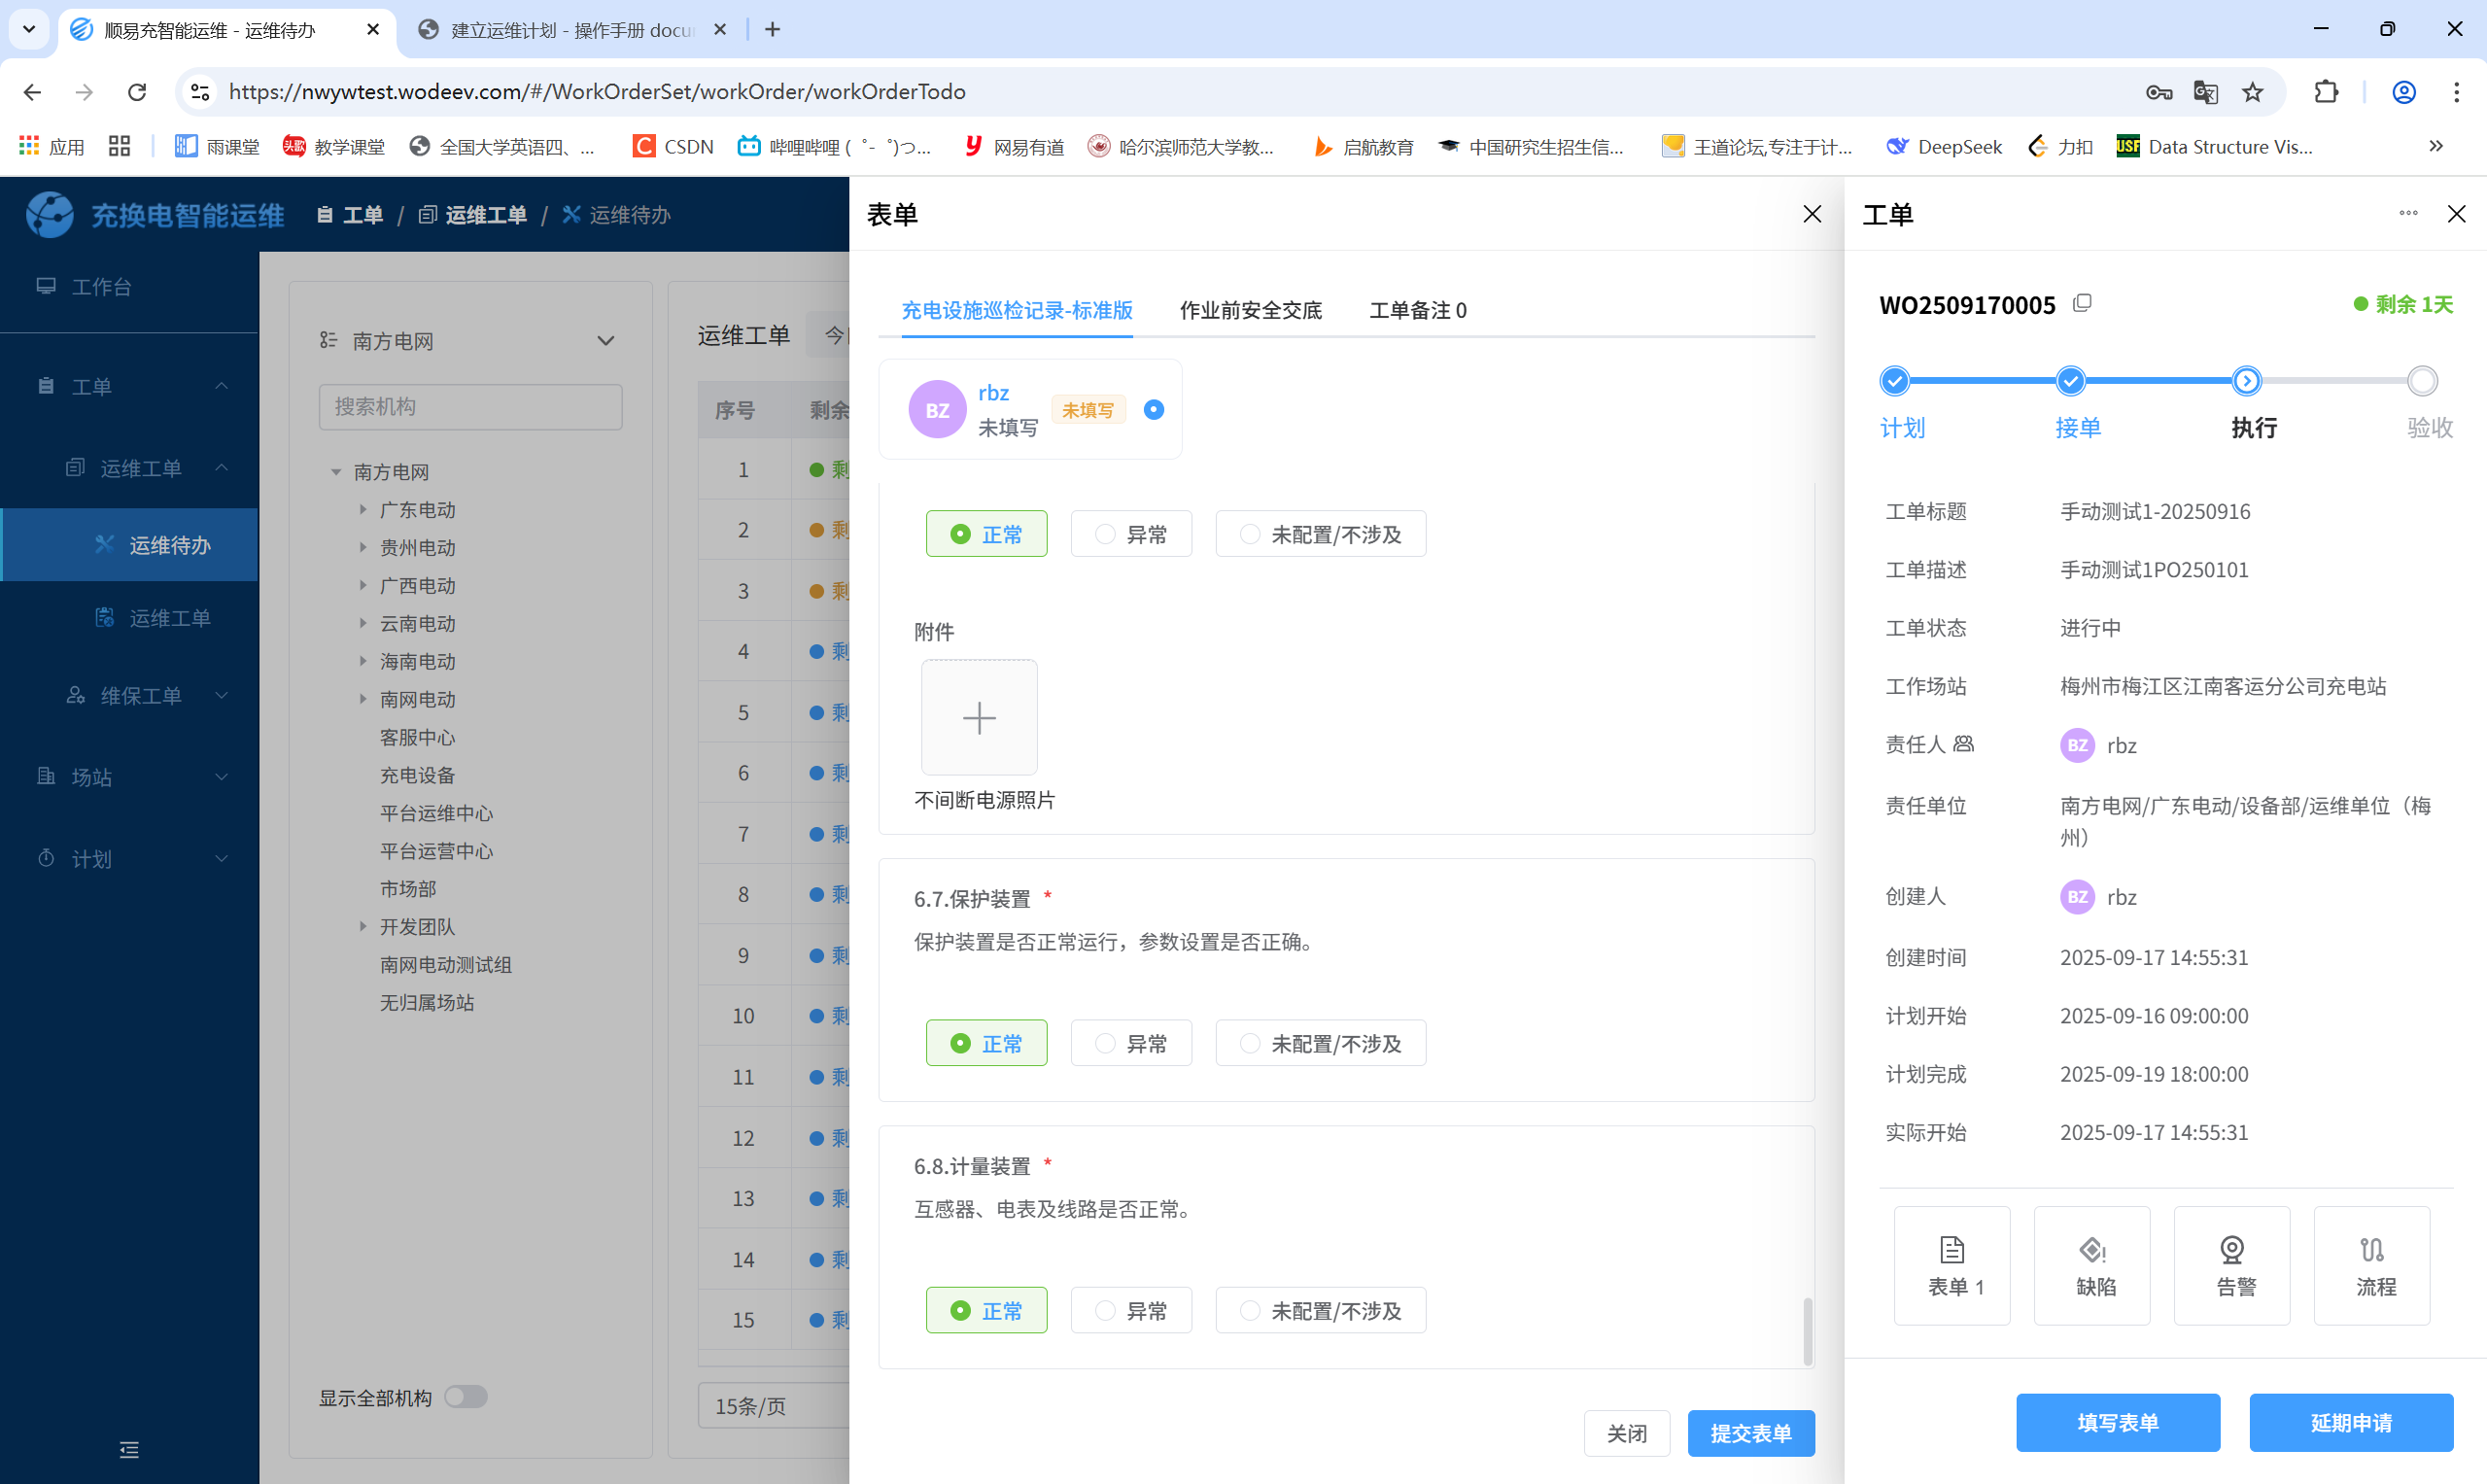 顺易充智能运维 - 运维待办
建立运维计划 - 操作手册 docu
https://nwywtest.wodeev.com/#/WorkOrderSet/workOrder/workOrderTodo
应用
雨课堂
教学课堂
全国大学英语四、...
CSDN
哔哩哔哩 ( ゜- ゜)つ...
网易有道
哈尔滨师范大学教...
启航教育
中国研究生招生信...
王道论坛,专注于计...
DeepSeek
力扣
Data Structure Vis...
充换电智能运维
工单 / 运维工单 / 运维待办
工作台
工单
运维工单
运维待办
运维工单
维保工单
场站
计划
南方电网
搜索机构
南方电网
广东电动
贵州电动
广西电动
云南电动
海南电动
南网电动
客服中心
充电设备
平台运维中心
平台运营中心
市场部
开发团队
南网电动测试组
无归属场站
显示全部机构
运维工单
今
序号 剩余
1 剩
2 剩
3 剩
4 剩
5 剩
6 剩
7 剩
8 剩
9 剩
10 剩
11 剩
12 剩
13 剩
14 剩
15 剩
15条/页
表单
充电设施巡检记录-标准版 作业前安全交底 工单备注 0
BZ
rbz
未填写
未填写
正常 异常 未配置/不涉及
附件
不间断电源照片
6.7.保护装置 *
保护装置是否正常运行，参数设置是否正确。
正常 异常 未配置/不涉及
6.8.计量装置 *
互感器、电表及线路是否正常。
正常 异常 未配置/不涉及
关闭 提交表单
工单
WO2509170005 剩余 1天
计划 接单 执行 验收
工单标题 手动测试1-20250916
工单描述 手动测试1PO250101
工单状态 进行中
工作场站 梅州市梅江区江南客运分公司充电站
责任人 BZ rbz
责任单位 南方电网/广东电动/设备部/运维单位（梅
州）
创建人 BZ rbz
创建时间 2025-09-17 14:55:31
计划开始 2025-09-16 09:00:00
计划完成 2025-09-19 18:00:00
实际开始 2025-09-17 14:55:31
表单 1 缺陷 告警 流程
填写表单 延期申请